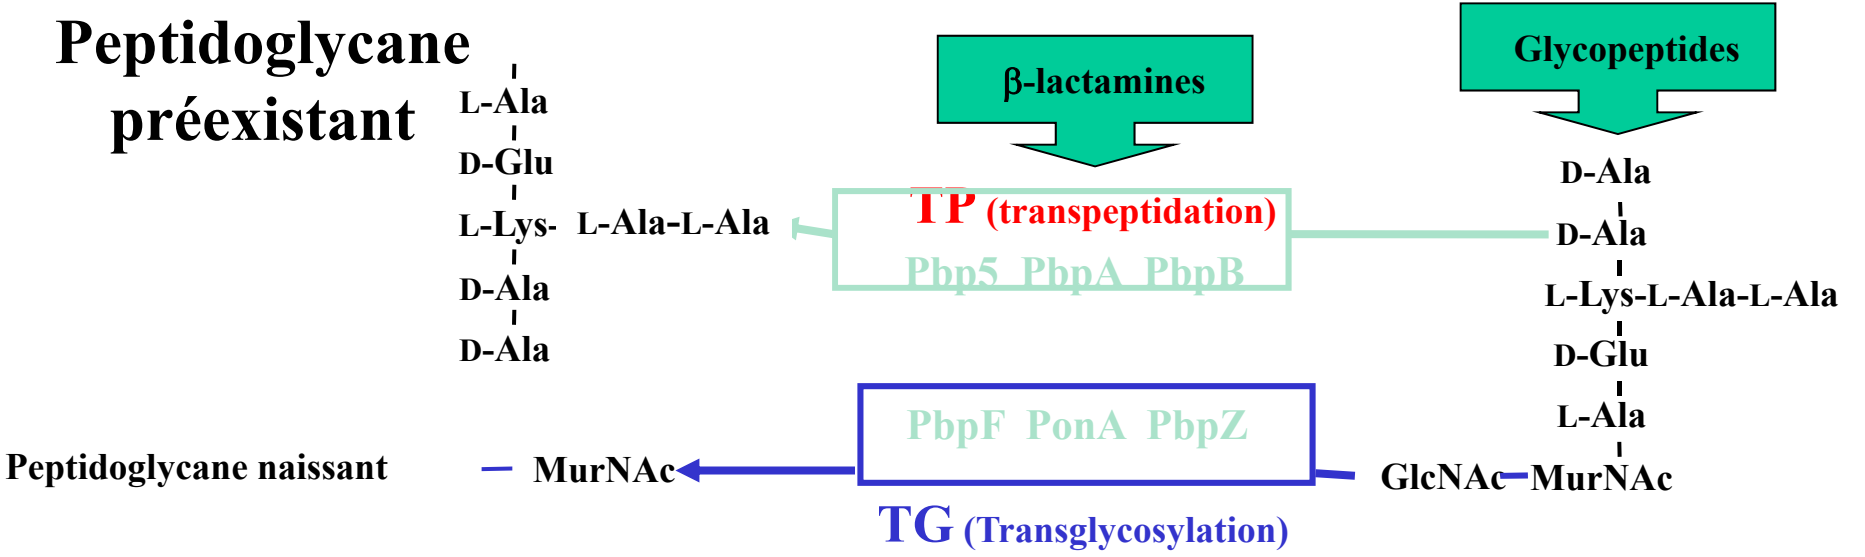 Peptidoglycane
préexistant
L-Ala
D-Glu
L-Lys- L-Ala-L-Ala
D-Ala
D-Ala
β-lactamines
Glycopeptides
TP (transpeptidation)
Pbp5 PbpA PbpB
D-Ala
D-Ala
L-Lys-L-Ala-L-Ala
D-Glu
L-Ala
PbpF PonA PbpZ
Peptidoglycane naissant
MurNAc
GlcNAc
MurNAc
TG (Transglycosylation)